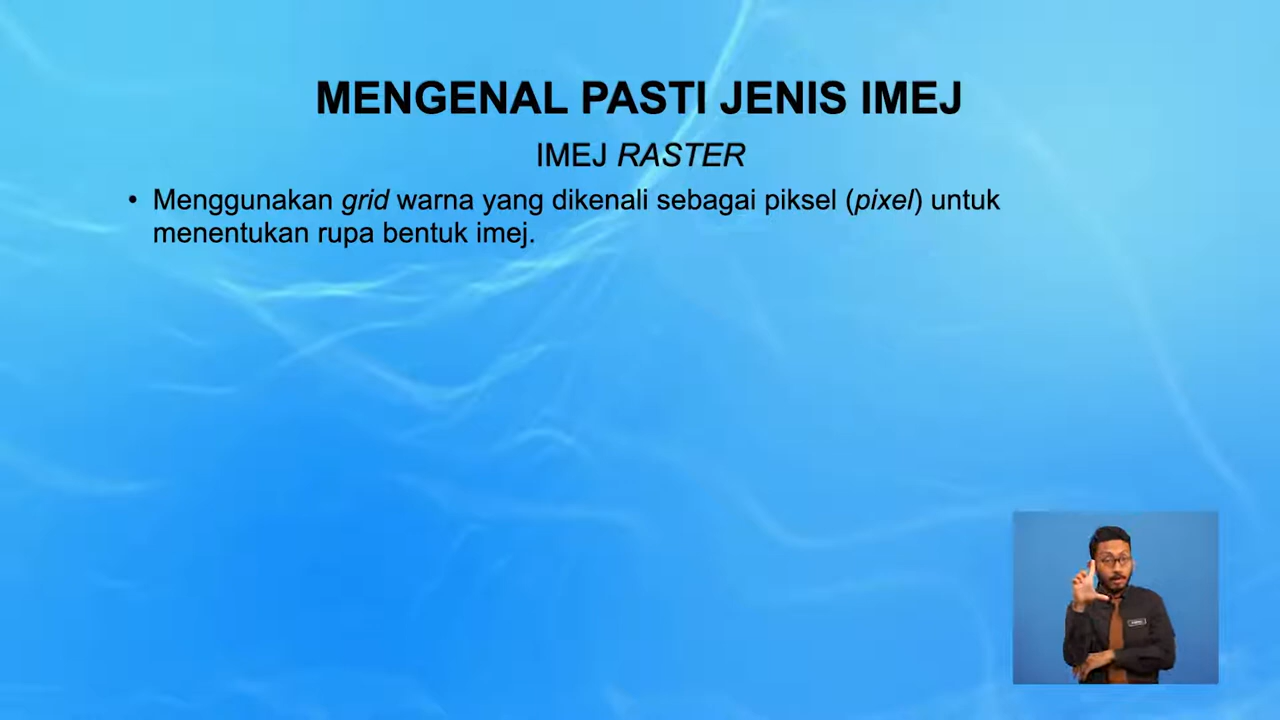 MENGENAL PASTI JENIS IMEJ
IMEJ RASTER
• Menggunakan grid warna yang dikenali sebagai piksel (pixel) untuk
menentukan rupa bentuk imej.